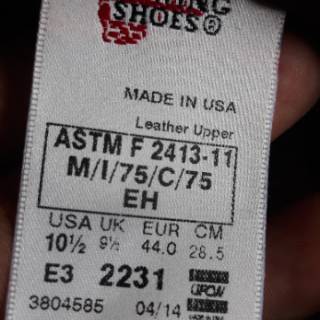 SHOES®
MADE IN USA
Leather Upper
ASTM F 2413-11
M/I/75/C/75
EH
USA UK EUR CM
10½ 9½ 44.0 28.5
E3 2231
3804585 04/14